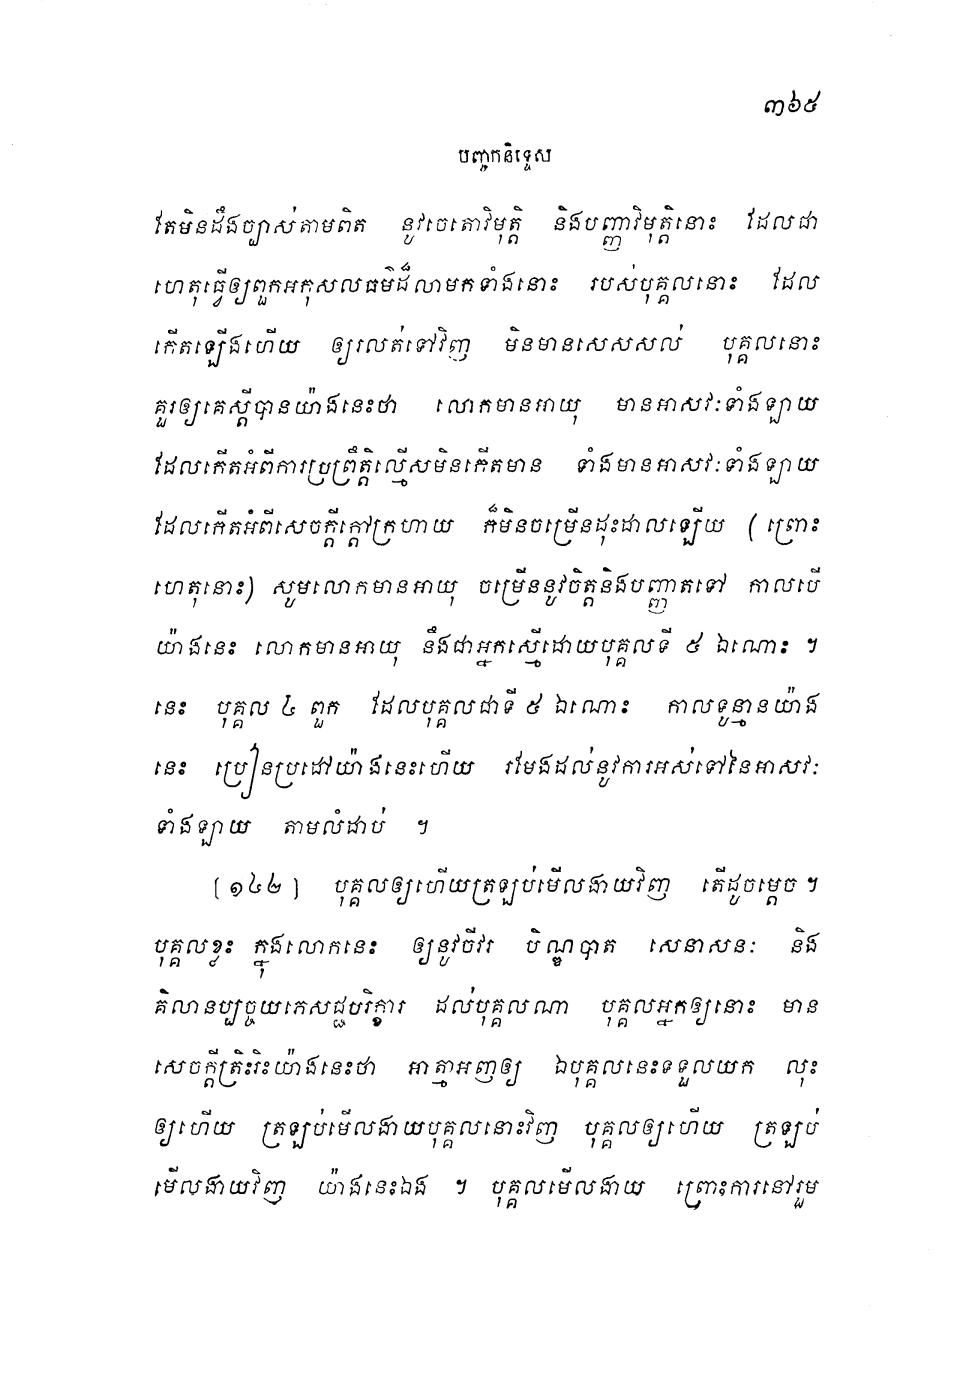 ៣៦៥
បញ្ចកនិទ្ទេស
តែមិនដឹងច្បាស់តាមពិត នូវចេតោវិមុត្តិ និងបញ្ញាវិមុត្តិនោះ ដែលជា
ហេតុធ្វើឲ្យពួកអកុសលធម៌ដ៏លាមកទាំងនោះ របស់បុគ្គលនោះ ដែល
កើតឡើងហើយ ឲ្យរលត់ទៅវិញ មិនមានសេសសល់ បុគ្គលនោះ
គួរឲ្យគេស្តីបានយ៉ាងនេះថា លោកមានអាយុ មានអាសវៈទាំងឡាយ
ដែលកើតអំពីការប្រព្រឹត្តិល្មើសមិនកើតមាន ទាំងមានអាសវៈទាំងឡាយ
ដែលកើតអំពីសេចក្តីក្តៅក្រហាយ ក៏មិនចម្រើនដុះដាលឡើយ (ព្រោះ
ហេតុនោះ) សូមលោកមានអាយុ ចម្រើននូវចិត្តនិងបញ្ញាតទៅ កាលបើ
យ៉ាងនេះ លោកមានអាយុ នឹងជាអ្នកស្មើដោយបុគ្គលទី ៥ ឯណោះ ។
នេះ បុគ្គល ៤ ពួក ដែលបុគ្គលជាទី ៥ ឯណោះ កាលទូន្មានយ៉ាង
នេះ ប្រៀនប្រដៅយ៉ាងនេះហើយ រមែងដល់នូវការអស់ទៅនៃអាសវៈ
ទាំងឡាយ តាមលំដាប់ ។
[១៤២] បុគ្គលឲ្យហើយត្រឡប់មើលងាយវិញ តើដូចម្តេច ។
បុគ្គលខ្លះ ក្នុងលោកនេះ ឲ្យនូវចីវរ បិណ្ឌបាត សេនាសនៈ និង
គិលានប្បច្ចយភេសជ្ជបរិក្ខារ ដល់បុគ្គលណា បុគ្គលអ្នកឲ្យនោះ មាន
សេចក្តីត្រិះរិះយ៉ាងនេះថា អាត្មាអញឲ្យ ឯបុគ្គលនេះទទួលយក លុះ
ឲ្យហើយ ត្រឡប់មើលងាយបុគ្គលនោះវិញ បុគ្គលឲ្យហើយ ត្រឡប់
មើលងាយវិញ យ៉ាងនេះឯង ។ បុគ្គលមើលងាយ ព្រោះការនៅរួម